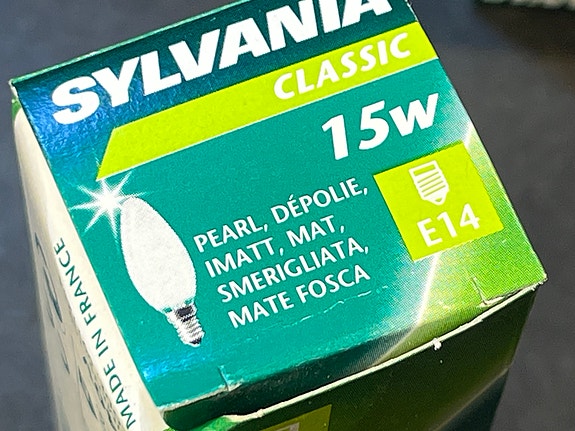 SYLVANIA
CLASSIC
15w
E14
PEARL, DÉPOLIE,
IMATT, MAT,
SMERIGLIATA,
MATE FOSCA
MADE IN FRANCE